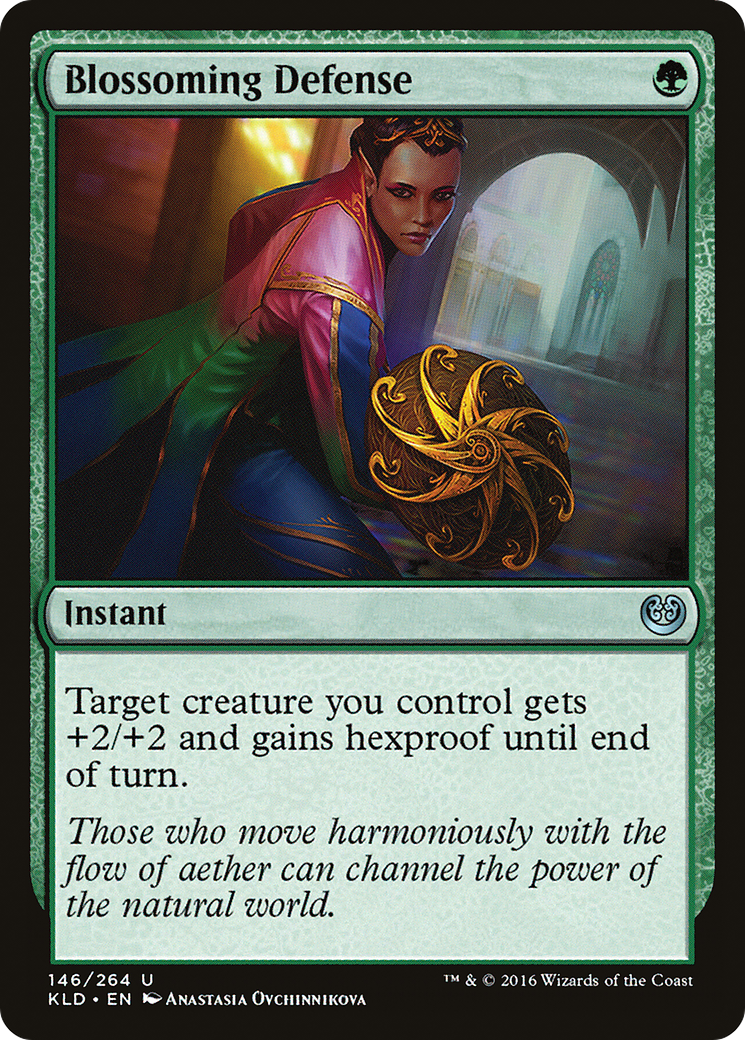 Blossoming Defense
Instant
Target creature you control gets
+2/+2 and gains hexproof until end
of turn.
Those who move harmoniously with the
flow of aether can channel the power of
the natural world.
146/264 U
KLD • EN Anastasia Ovchinnikova
™ & © 2016 Wizards of the Coast